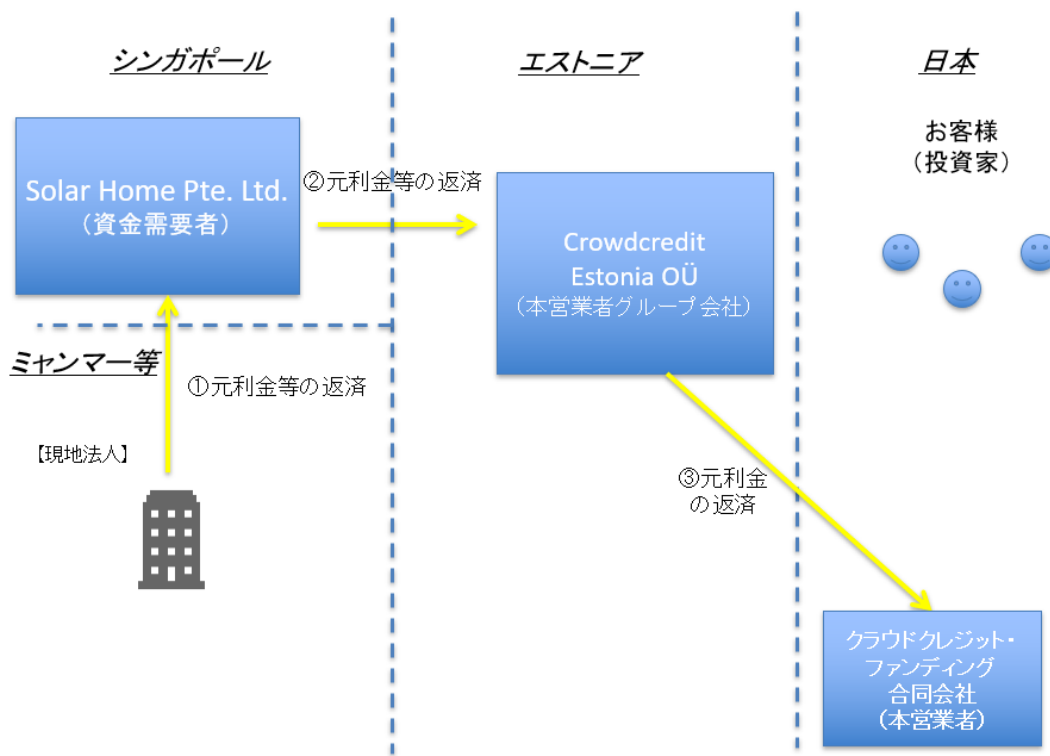 シンガポール
エストニア
日本
お客様
（投資家）
Solar Home Pte. Ltd.
（資金需要者）
②元利金等の返済
Crowdcredit
Estonia OÜ
（本営業者グループ会社）
ミャンマー等
①元利金等の返済
【現地法人】
③元利金
の返済
クラウドクレジット・
ファンディング
合同会社
（本営業者）